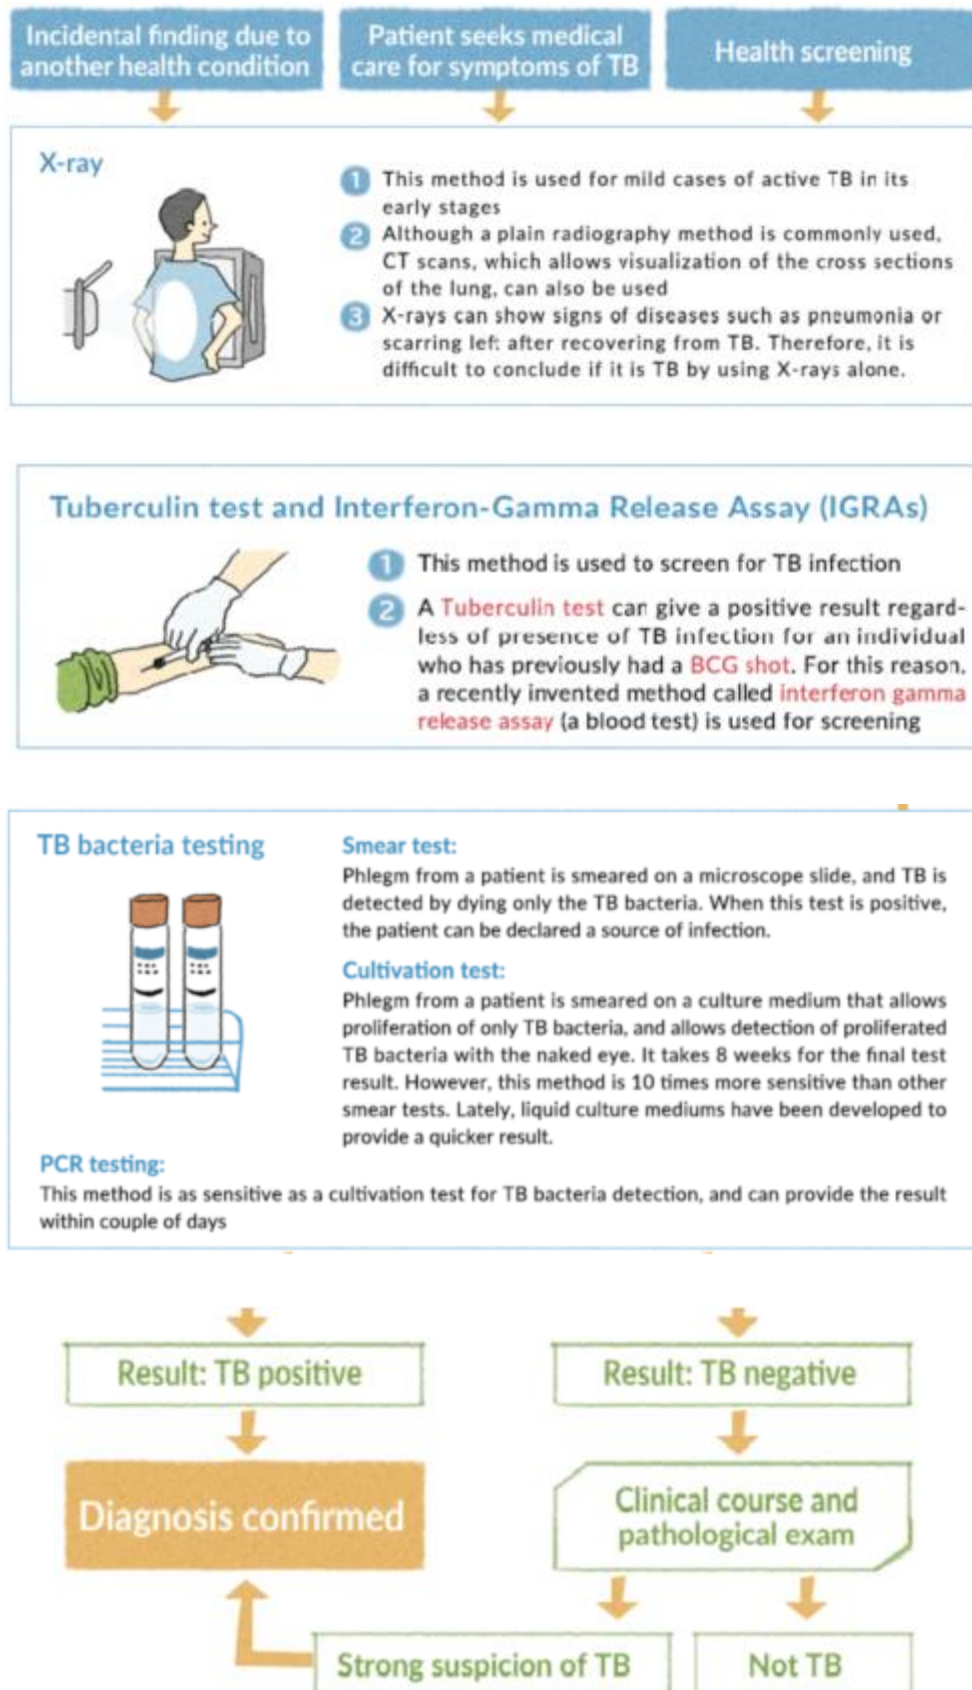 Incidental finding due to
another health condition
Patient seeks medical
care for symptoms of TB
Health screening
X-ray
1 This method is used for mild cases of active TB in its
early stages
2 Although a plain radiography method is commonly used,
CT scans, which allows visualization of the cross sections
of the lung, can also be used
3 X-rays can show signs of diseases such as pneumonia or
scarring left after recovering from TB. Therefore, it is
difficult to conclude if it is TB by using X-rays alone.
Tuberculin test and Interferon-Gamma Release Assay (IGRAs)
1 This method is used to screen for TB infection
2 A Tuberculin test can give a positive result regard-
less of presence of TB infection for an individual
who has previously had a BCG shot. For this reason,
a recently invented method called interferon gamma
release assay (a blood test) is used for screening
TB bacteria testing
Smear test:
Phlegm from a patient is smeared on a microscope slide, and TB is
detected by dying only the TB bacteria. When this test is positive,
the patient can be declared a source of infection.
Cultivation test:
Phlegm from a patient is smeared on a culture medium that allows
proliferation of only TB bacteria, and allows detection of proliferated
TB bacteria with the naked eye. It takes 8 weeks for the final test
result. However, this method is 10 times more sensitive than other
smear tests. Lately, liquid culture mediums have been developed to
provide a quicker result.
PCR testing:
This method is as sensitive as a cultivation test for TB bacteria detection, and can provide the result
within couple of days
Result: TB positive
Result: TB negative
Diagnosis confirmed
Clinical course and
pathological exam
Strong suspicion of TB
Not TB